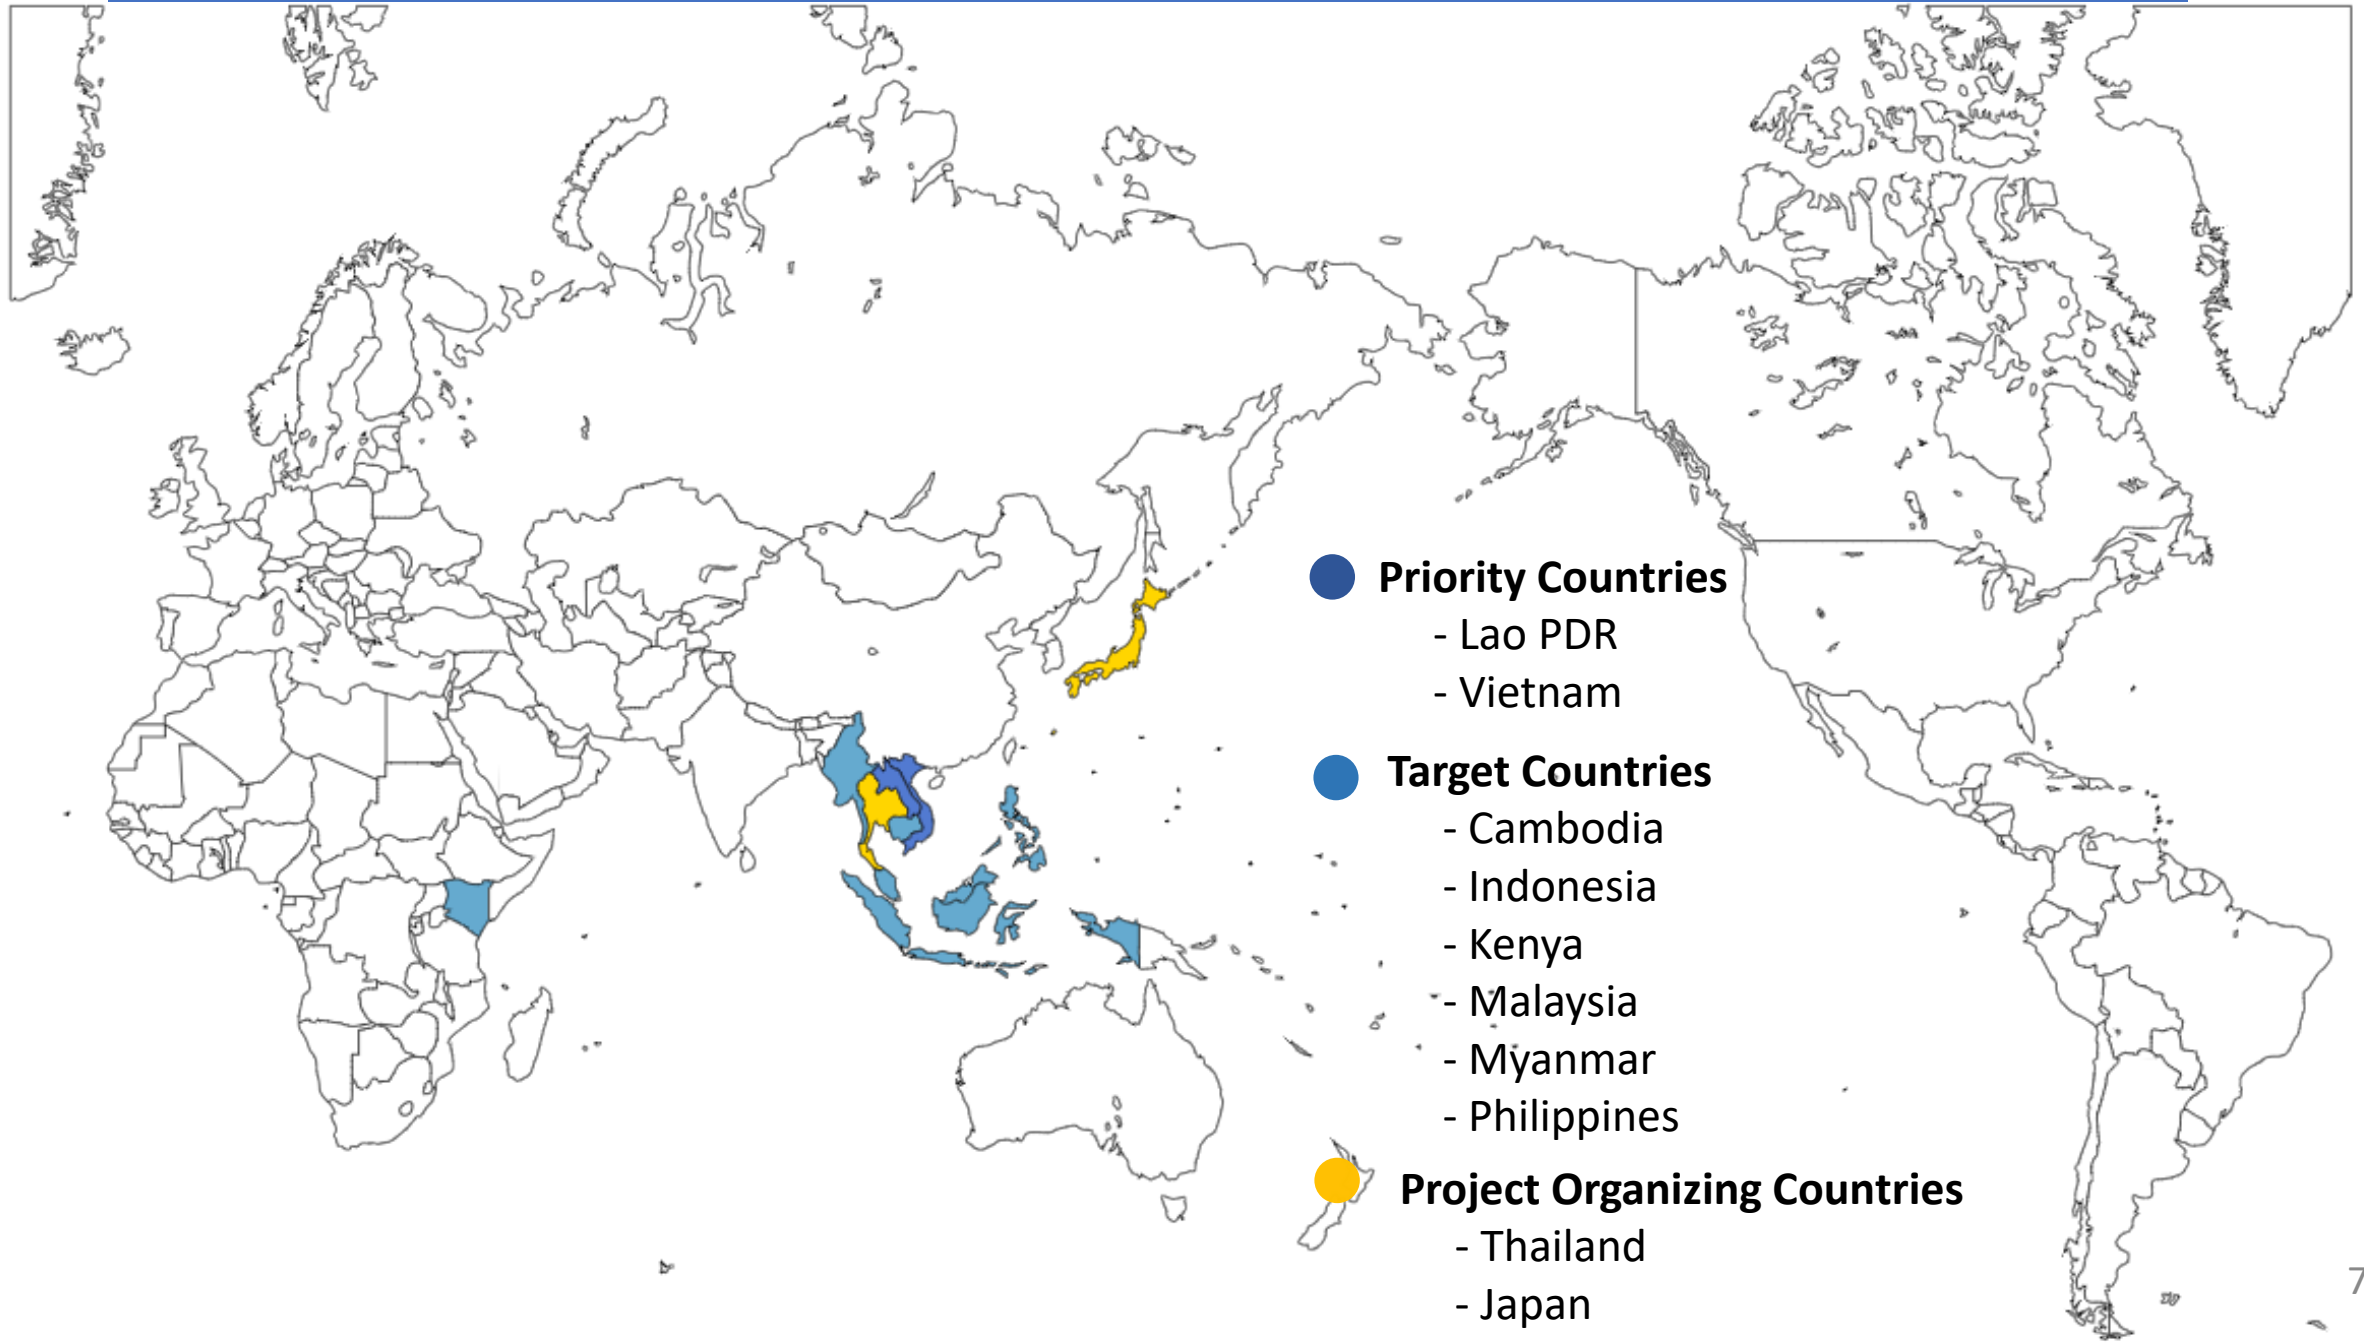 Priority Countries
- Lao PDR
- Vietnam
Target Countries
- Cambodia
- Indonesia
- Kenya
- Malaysia
- Myanmar
- Philippines
Project Organizing Countries
- Thailand
- Japan
7